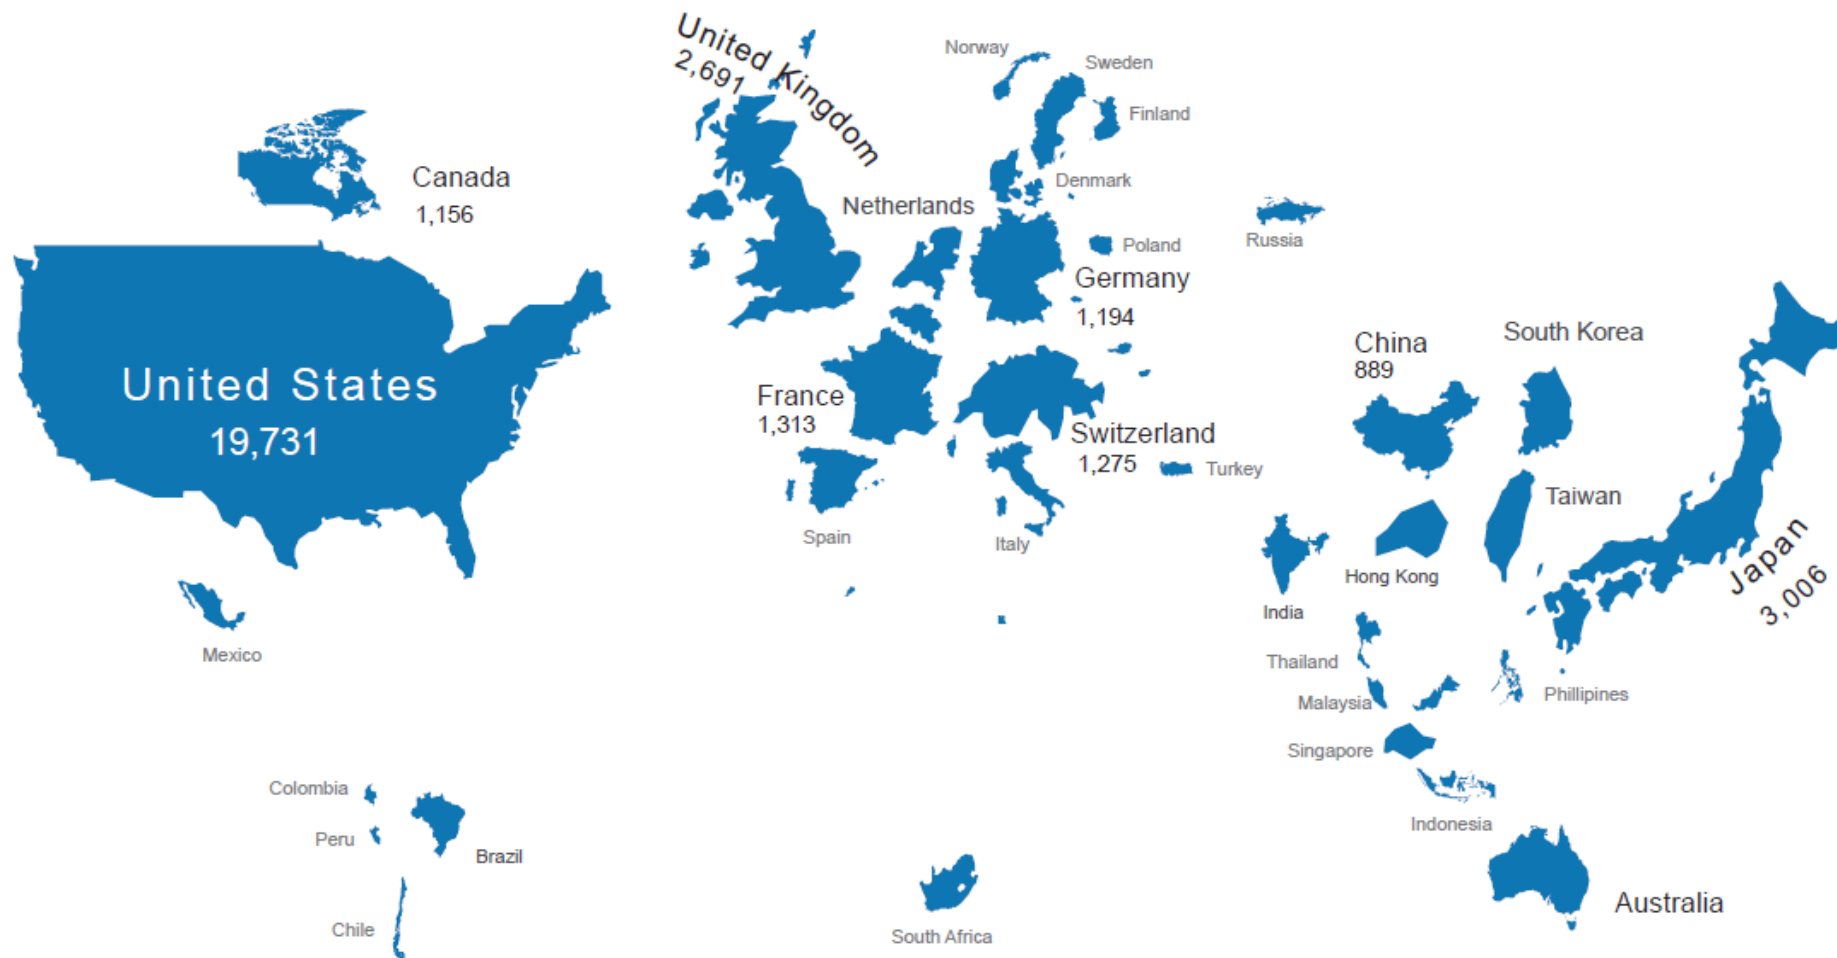 United Kingdom
2,691
Norway
Sweden
Finland
Canada
1,156
Denmark
Netherlands
Russia
Poland
Germany
1,194
South Korea
China
889
United States
19,731
France
1,313
Switzerland
1,275
Turkey
Taiwan
Spain
Italy
Japan
3,006
Hong Kong
India
Mexico
Thailand
Malaysia
Phillipines
Singapore
Colombia
Indonesia
Peru
Brazil
Australia
Chile
South Africa